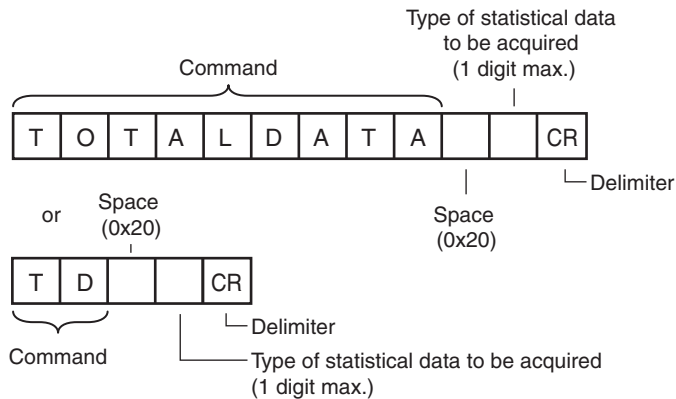 Type of statistical data
to be acquired
(1 digit max.)
Command
T O T A L D A T A CR
Delimiter
Space
(0x20)
or
Space
(0x20)
T D CR
Delimiter
Command
Type of statistical data to be acquired
(1 digit max.)